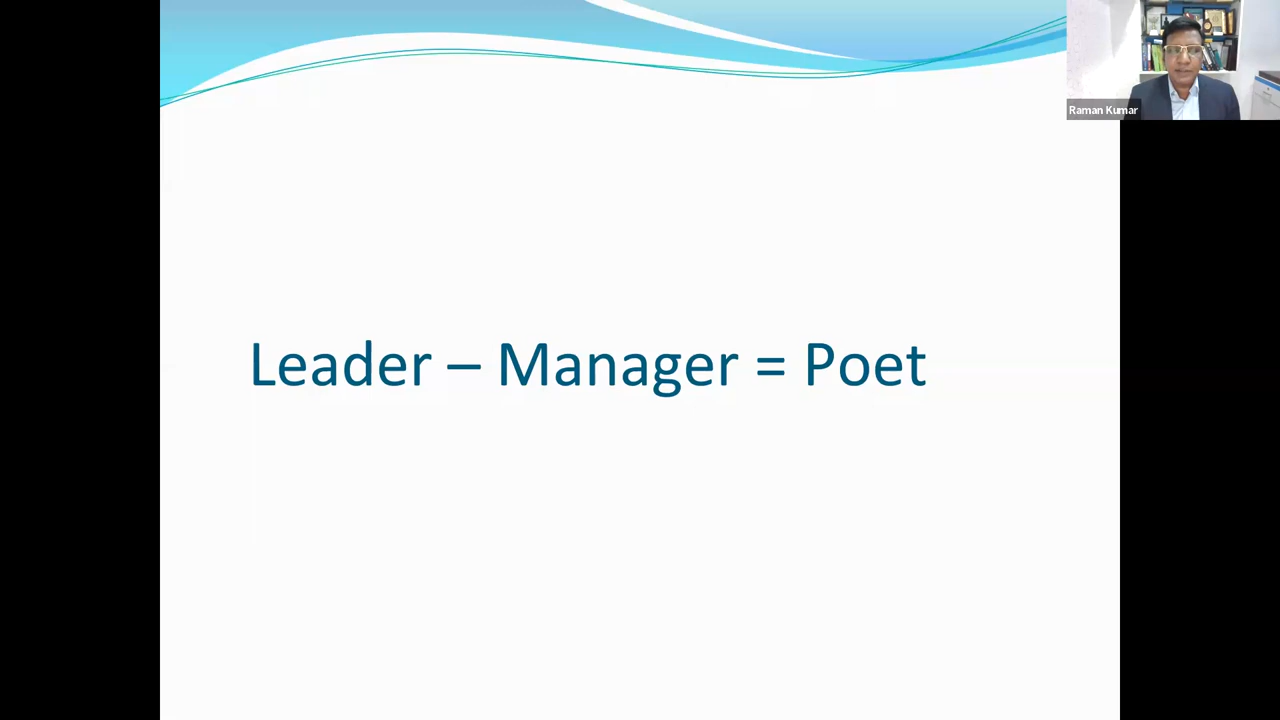 Raman Kumar
Leader – Manager = Poet